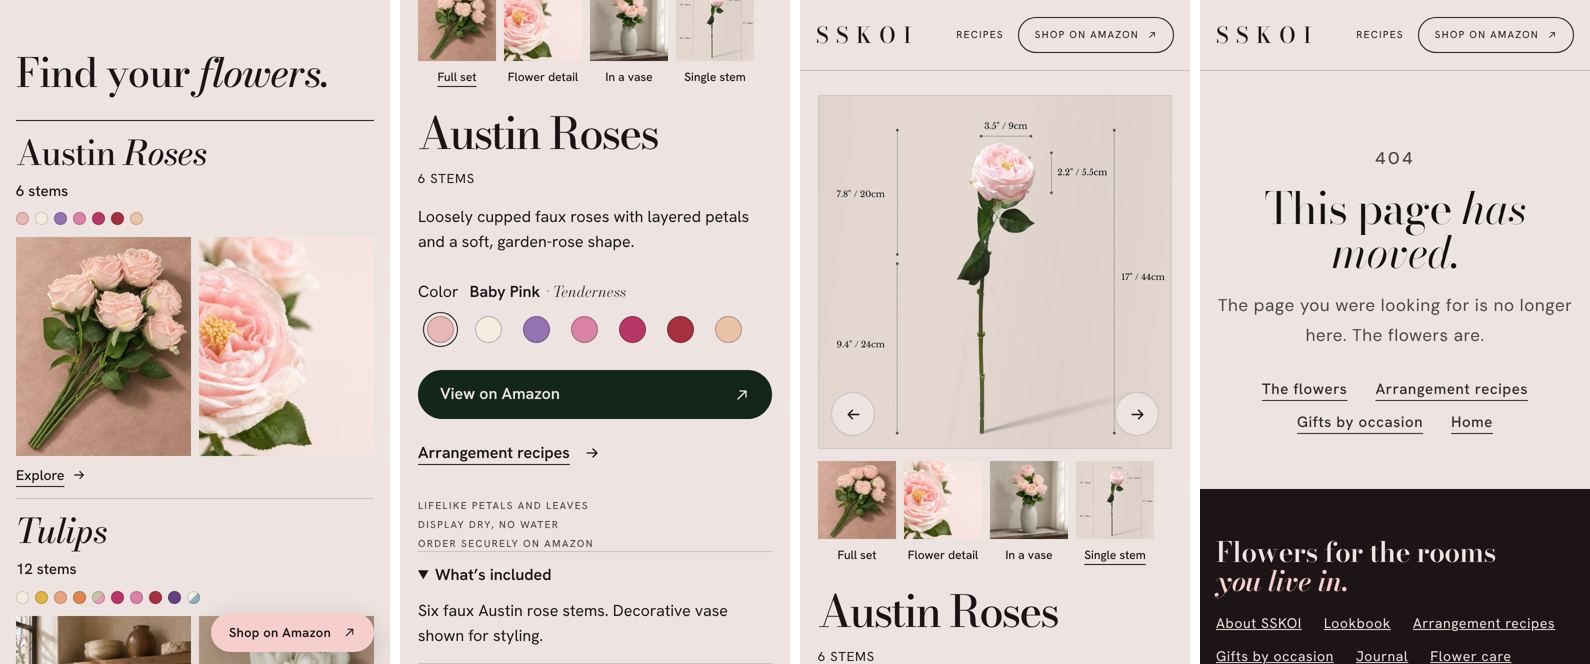 Find your flowers.
Austin Roses
6 stems
Explore →
Tulips
12 stems
Shop on Amazon ↗
Full set
Flower detail
In a vase
Single stem
Austin Roses
6 STEMS
Loosely cupped faux roses with layered petals
and a soft, garden-rose shape.
Color Baby Pink · Tenderness
View on Amazon ↗
Arrangement recipes →
LIFELIKE PETALS AND LEAVES
DISPLAY DRY, NO WATER
ORDER SECURELY ON AMAZON
▼ What’s included
Six faux Austin rose stems. Decorative vase
shown for styling.
SSKOI
RECIPES
SHOP ON AMAZON ↗
3.5" / 9cm
2.2" / 5.5cm
7.8" / 20cm
17" / 44cm
9.4" / 24cm
← →
Full set
Flower detail
In a vase
Single stem
Austin Roses
6 STEMS
SSKOI
RECIPES
SHOP ON AMAZON ↗
404
This page has
moved.
The page you were looking for is no longer
here. The flowers are.
The flowers
Arrangement recipes
Gifts by occasion
Home
Flowers for the rooms
you live in.
About SSKOI
Lookbook
Arrangement recipes
Gifts by occasion
Journal
Flower care